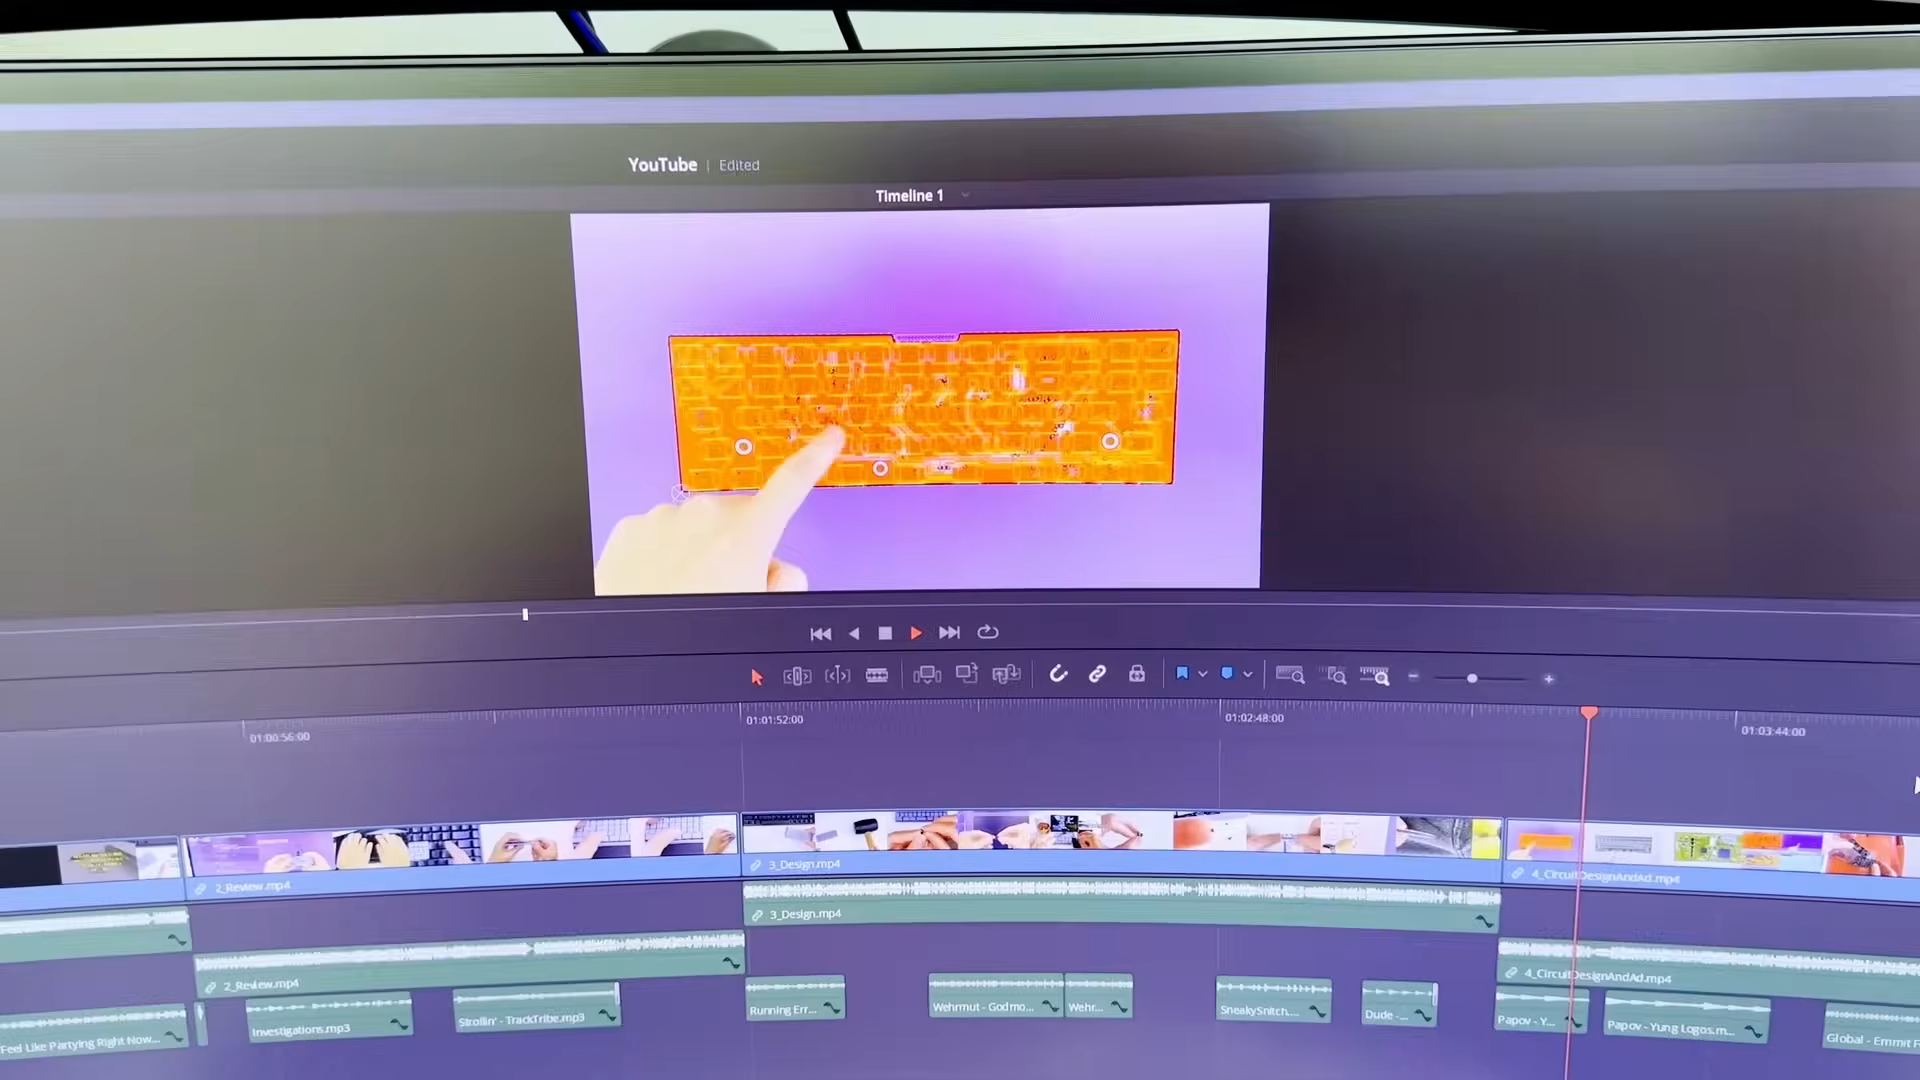 YouTube | Edited
Timeline 1
01:00:56:00
01:01:52:00
01:02:48:00
01:03:44:00
2_Review.mp4
3_Design.mp4
4_CircuitDesignAndAd.mp4
3_Design.mp4
2_Review.mp4
4_CircuitDesignAndAd.mp4
Feel Like Partying Right Now...
Investigations.mp3
Strollin' - TrackTribe.mp3
Running Err...
Wehrmut - Godmo...
Wehr...
SneakySnitch....
Dude -...
Papov - Y...
Papov - Yung Logos.m...
Global - Emmit F